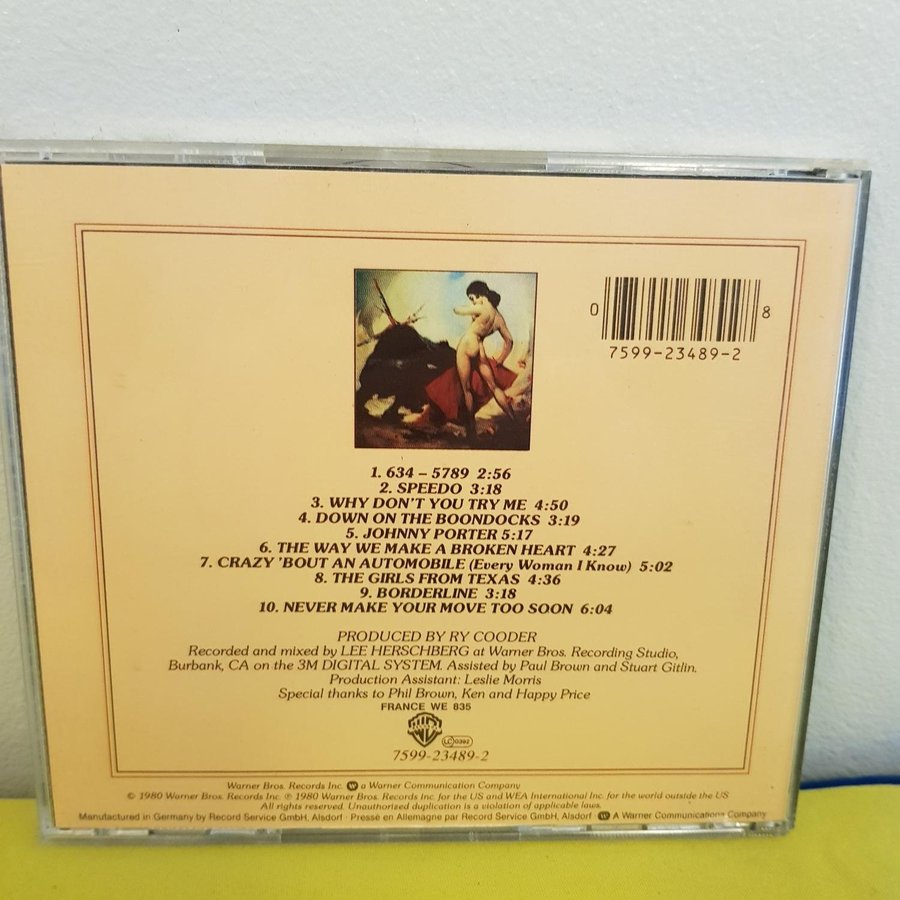 0 8
7599-23489-2
1. 634 – 5789 2:56
2. SPEEDO 3:18
3. WHY DON'T YOU TRY ME 4:50
4. DOWN ON THE BOONDOCKS 3:19
5. JOHNNY PORTER 5:17
6. THE WAY WE MAKE A BROKEN HEART 4:27
7. CRAZY 'BOUT AN AUTOMOBILE (Every Woman I Know) 5:02
8. THE GIRLS FROM TEXAS 4:36
9. BORDERLINE 3:18
10. NEVER MAKE YOUR MOVE TOO SOON 6:04
PRODUCED BY RY COODER
Recorded and mixed by LEE HERSCHBERG at Warner Bros. Recording Studio,
Burbank, CA on the 3M DIGITAL SYSTEM. Assisted by Paul Brown and Stuart Gitlin.
Production Assistant: Leslie Morris
Special thanks to Phil Brown, Ken and Happy Price
FRANCE WE 835
LC 0392
7599-23489-2
Warner Bros. Records Inc. W a Warner Communication Company
© 1980 Warner Bros. Records Inc. ℗ 1980 Warner Bros. Records Inc. for the US and WEA International Inc. for the world outside the US
All rights reserved. Unauthorized duplication is a violation of applicable laws.
Manufactured in Germany by Record Service GmbH, Alsdorf · Pressé en Allemagne par Record Service GmbH, Alsdorf · W A Warner Communications Company